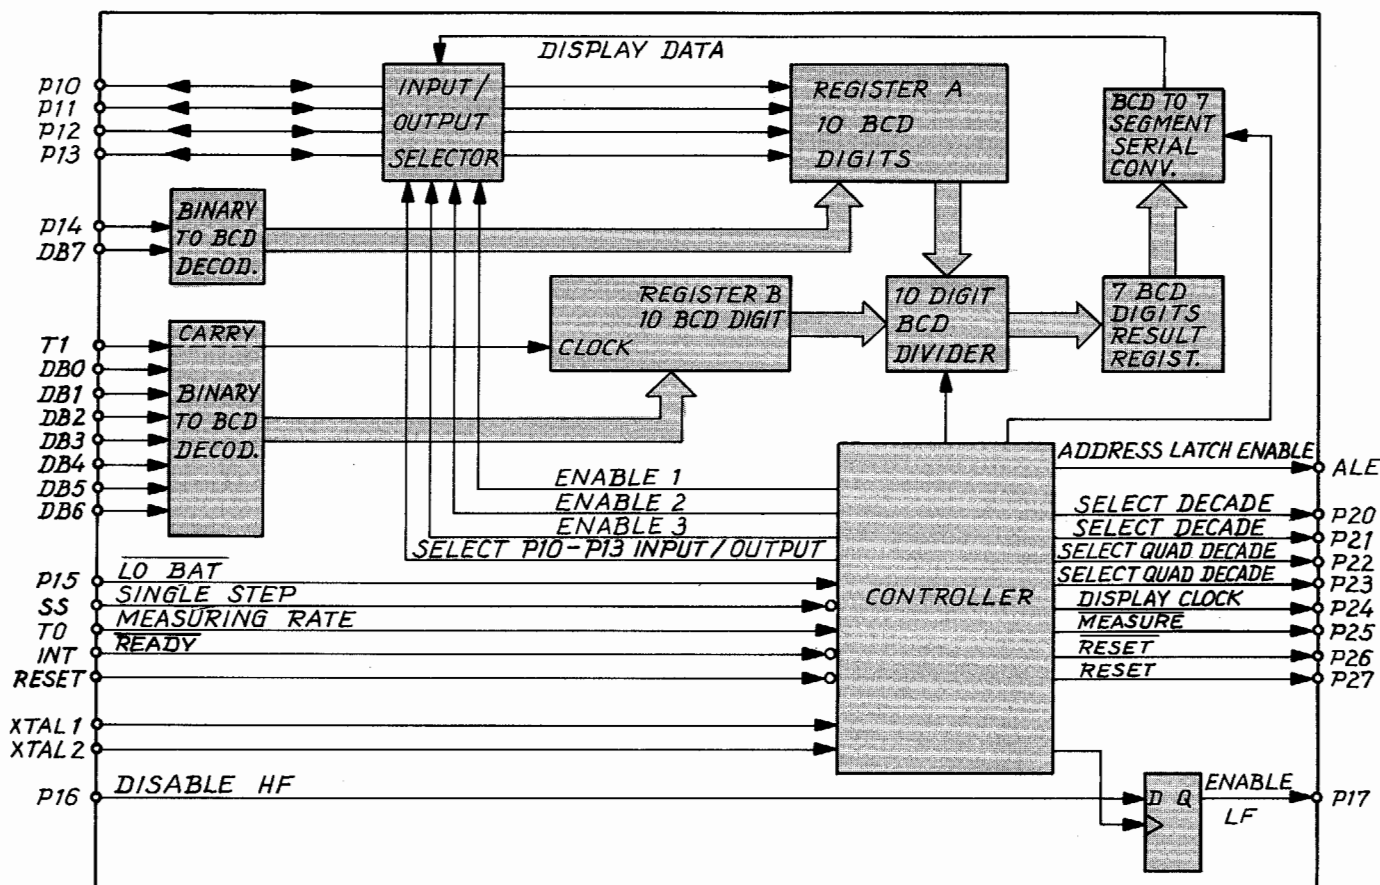 DISPLAY DATA
P10
P11
P12
P13
INPUT/
OUTPUT
SELECTOR
REGISTER A
10 BCD
DIGITS
BCD TO 7
SEGMENT
SERIAL
CONV.
P14
DB7
BINARY
TO BCD
DECOD.
REGISTER B
10 BCD DIGIT
CLOCK
10 DIGIT
BCD
DIVIDER
7 BCD
DIGITS
RESULT
REGIST.
T1
DB0
DB1
DB2
DB3
DB4
DB5
DB6
CARRY
BINARY
TO BCD
DECOD.
ENABLE 1
ENABLE 2
ENABLE 3
SELECT P10-P13 INPUT/OUTPUT
P15
LO BAT
SS
SINGLE STEP
T0
MEASURING RATE
INT
READY
RESET
XTAL1
XTAL2
P16
DISABLE HF
CONTROLLER
ADDRESS LATCH ENABLE
ALE
SELECT DECADE
P20
SELECT DECADE
P21
SELECT QUAD DECADE
P22
SELECT QUAD DECADE
P23
DISPLAY CLOCK
P24
MEASURE
P25
RESET
P26
RESET
P27
D Q
ENABLE
LF
P17